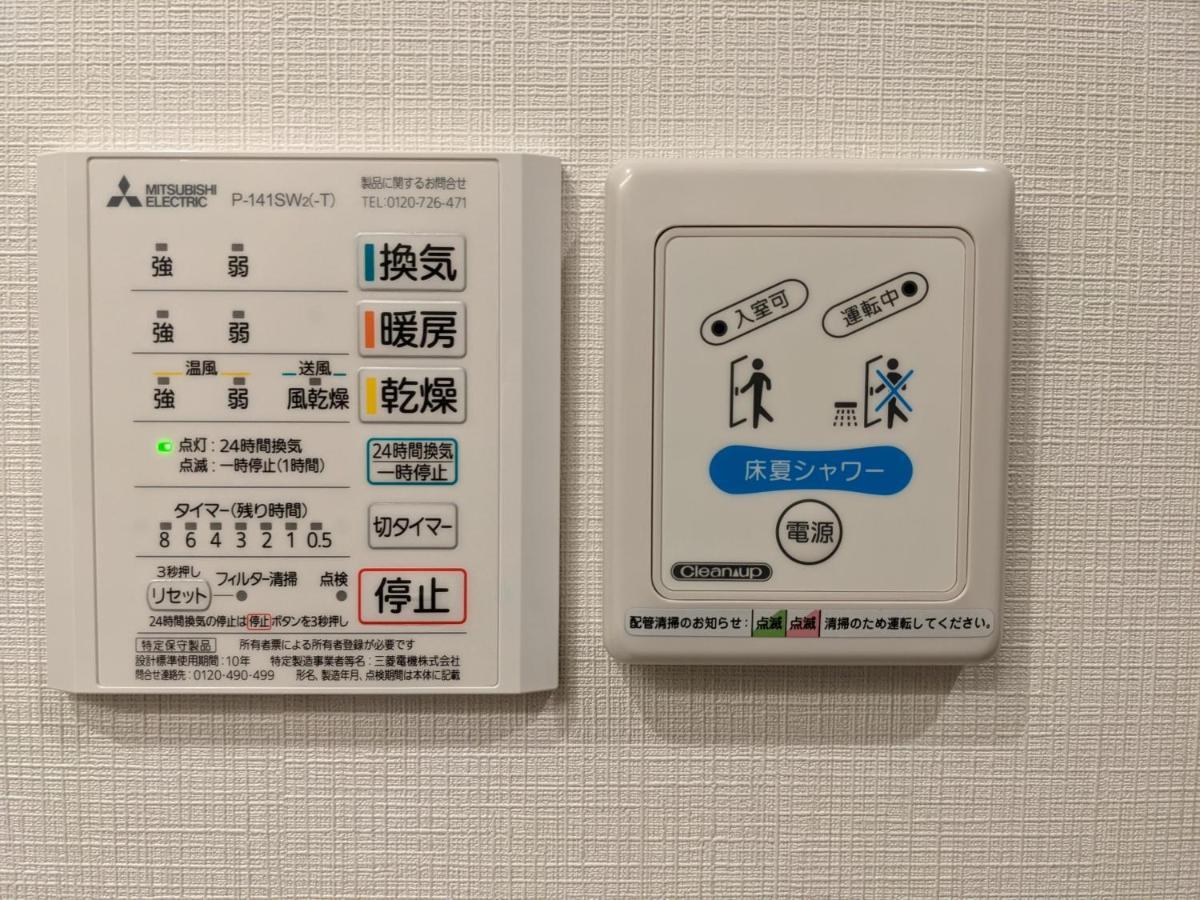 MITSUBISHI
ELECTRIC
P-141SW2(-T)
製品に関するお問合せ
TEL:0120-726-471
強 弱 換気
強 弱 暖房
温風 送風
強 弱 風乾燥 乾燥
点灯:24時間換気
点滅:一時停止(1時間)
24時間換気
一時停止
タイマー(残り時間)
8 6 4 3 2 1 0.5
切タイマー
3秒押し
リセット フィルター清掃 点検
停止
24時間換気の停止は停止ボタンを3秒押し
特定保守製品 所有者票による所有者登録が必要です
設計標準使用期間:10年 特定製造事業者等名:三菱電機株式会社
問合せ連絡先:0120-490-499 形名、製造年月、点検期間は本体に記載
入室可 運転中
床夏シャワー
電源
Cleanup
配管清掃のお知らせ: 点滅 点滅 清掃のため運転してください。